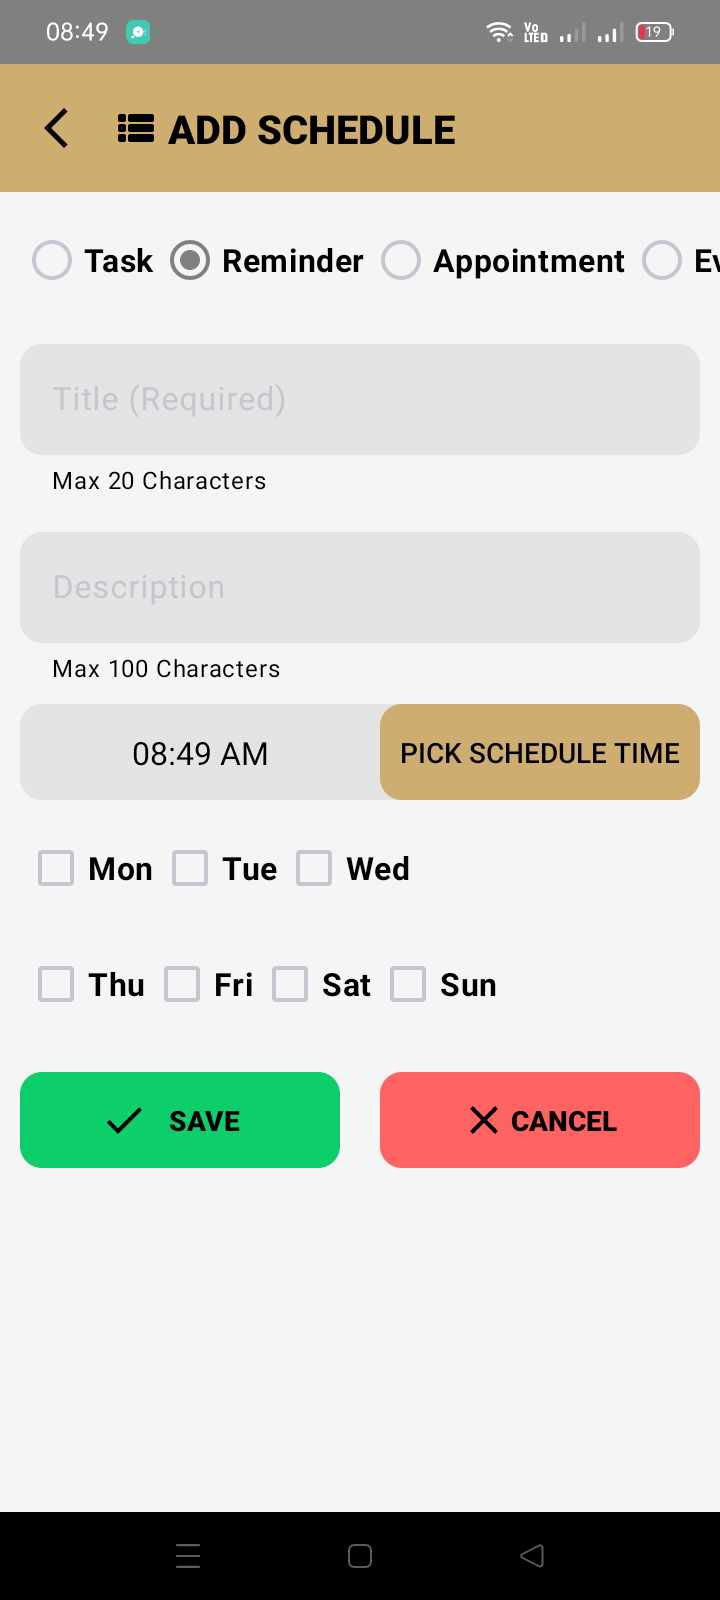 08:49 Vo LTE 19
ADD SCHEDULE
Task Reminder Appointment Ev
Title (Required)
Max 20 Characters
Description
Max 100 Characters
08:49 AM PICK SCHEDULE TIME
Mon Tue Wed
Thu Fri Sat Sun
SAVE CANCEL